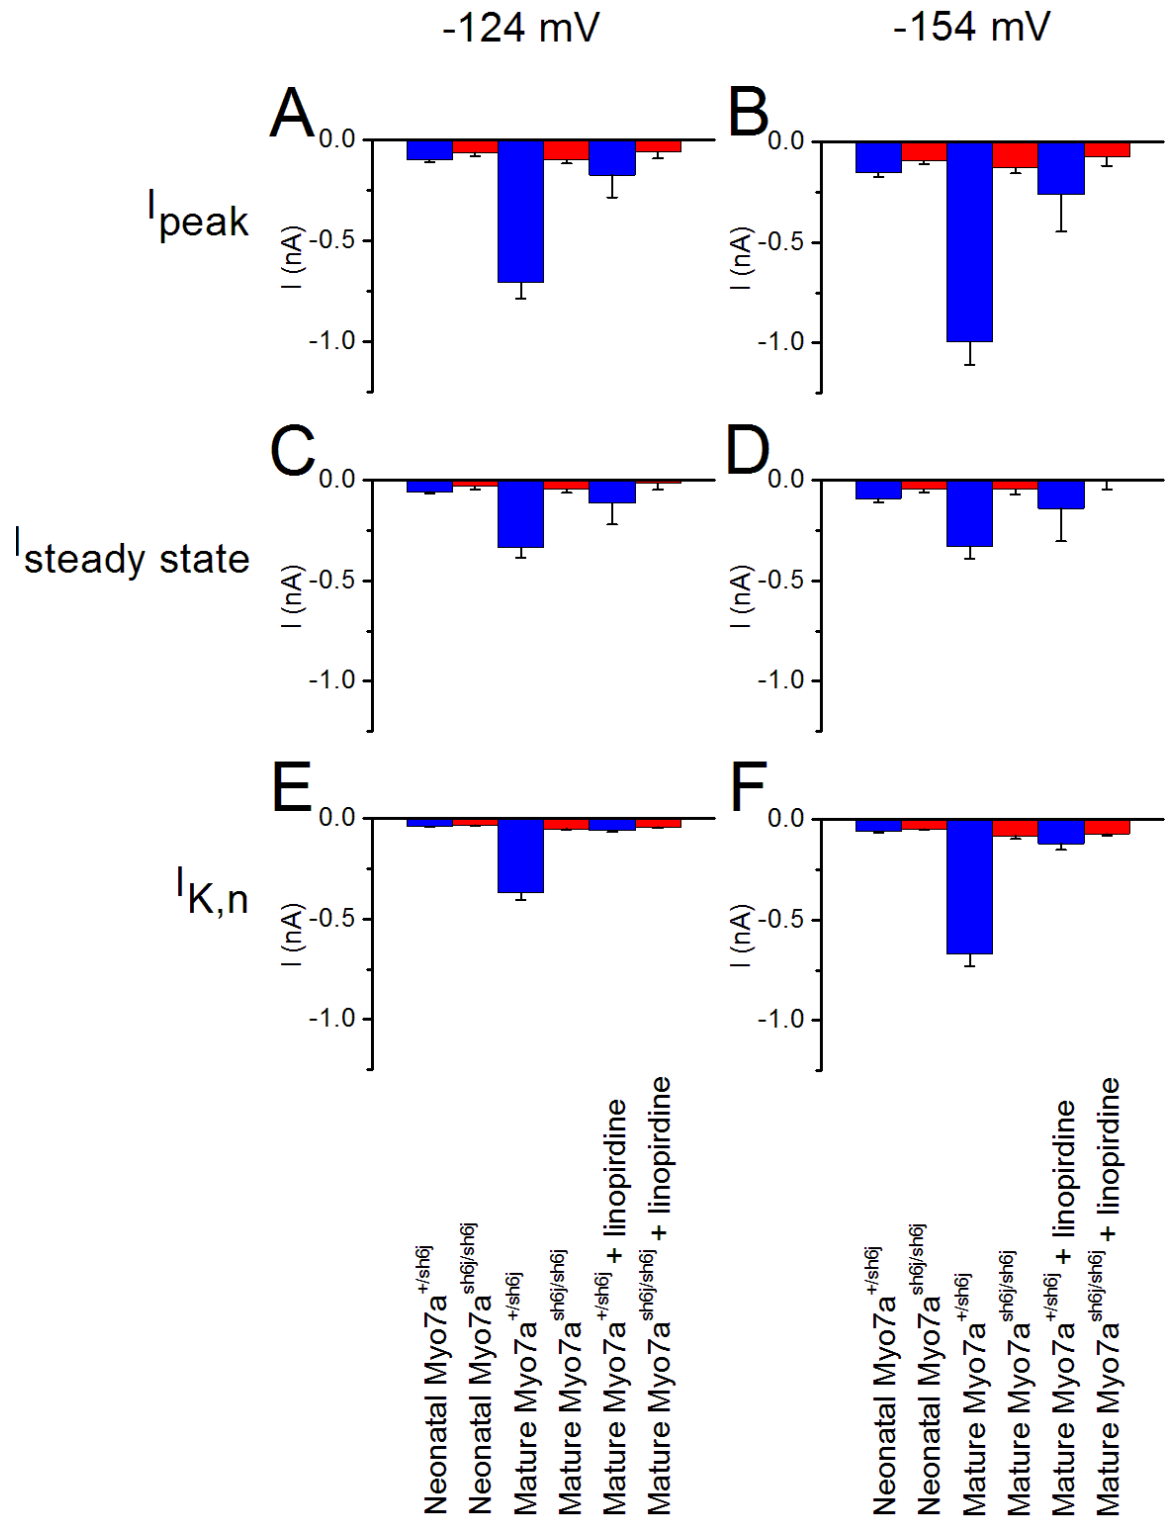 -124 mV
-154 mV
A
B
I peak
I (nA)
0.0
-0.5
-1.0
I (nA)
0.0
-0.5
-1.0
C
D
I steady state
I (nA)
0.0
-0.5
-1.0
I (nA)
0.0
-0.5
-1.0
E
F
I K,n
I (nA)
0.0
-0.5
-1.0
I (nA)
0.0
-0.5
-1.0
Neonatal Myo7a+/sh6j
Neonatal Myo7ash6j/sh6j
Mature Myo7a+/sh6j
Mature Myo7ash6j/sh6j
Mature Myo7a+/sh6j + linopirdine
Mature Myo7ash6j/sh6j + linopirdine
Neonatal Myo7a+/sh6j
Neonatal Myo7ash6j/sh6j
Mature Myo7a+/sh6j
Mature Myo7ash6j/sh6j
Mature Myo7a+/sh6j + linopirdine
Mature Myo7ash6j/sh6j + linopirdine